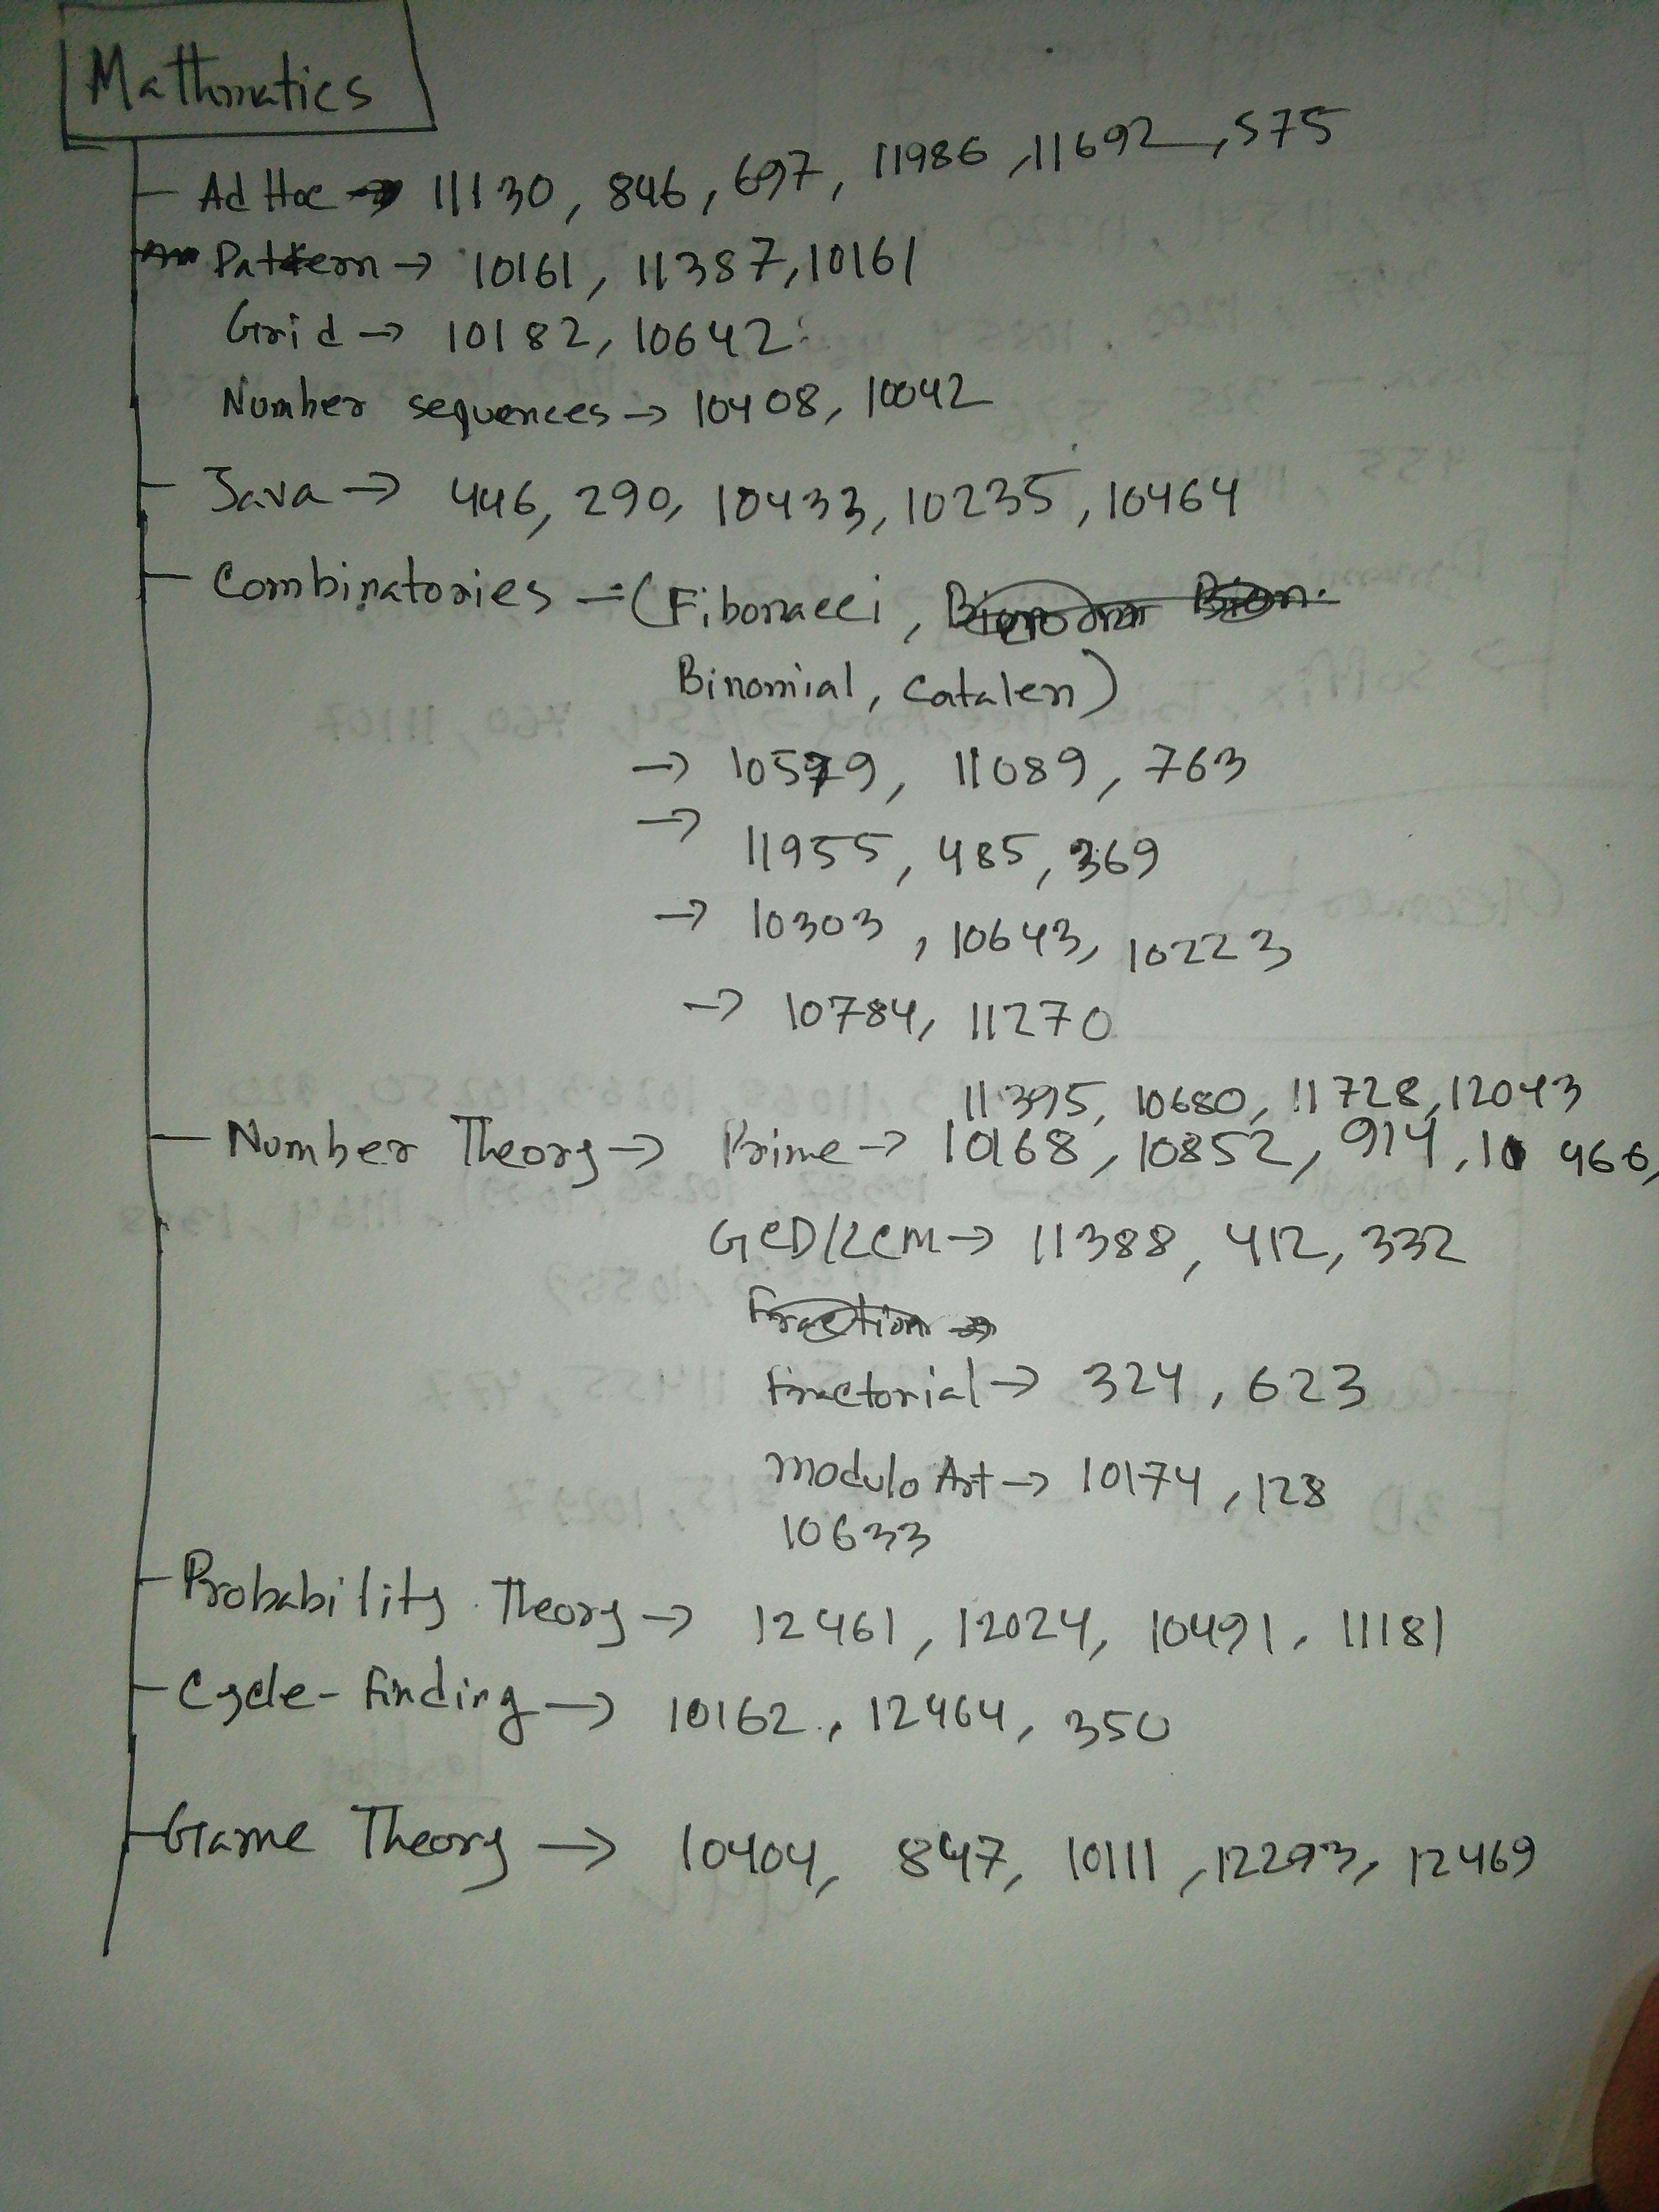 Mathmatics
Ad Hoc → 11130, 846, 697, 11986, 11692, 575
Pattern → 10161, 11387, 10161
Grid → 10182, 10642
Number sequences → 10408, 10042
Java → 446, 290, 10433, 10235, 10464
Combinatories → (Fibonacci,
Binomial, Catalen)
→ 10579, 11089, 763
→ 11955, 485, 369
→ 10303, 10643, 10223
→ 10784, 11270
11395, 10680, 11728, 12043
Number Theory → Prime → 10168, 10852, 914, 10466,
GCD/LCM → 11388, 412, 332
Fraction →
Factorial → 324, 623
Modulo Art → 10174, 128
10633
Probability Theory → 12461, 12024, 10491, 11181
Cycle-finding → 10162, 12464, 350
Game Theory → 10404, 847, 10111, 12293, 12469